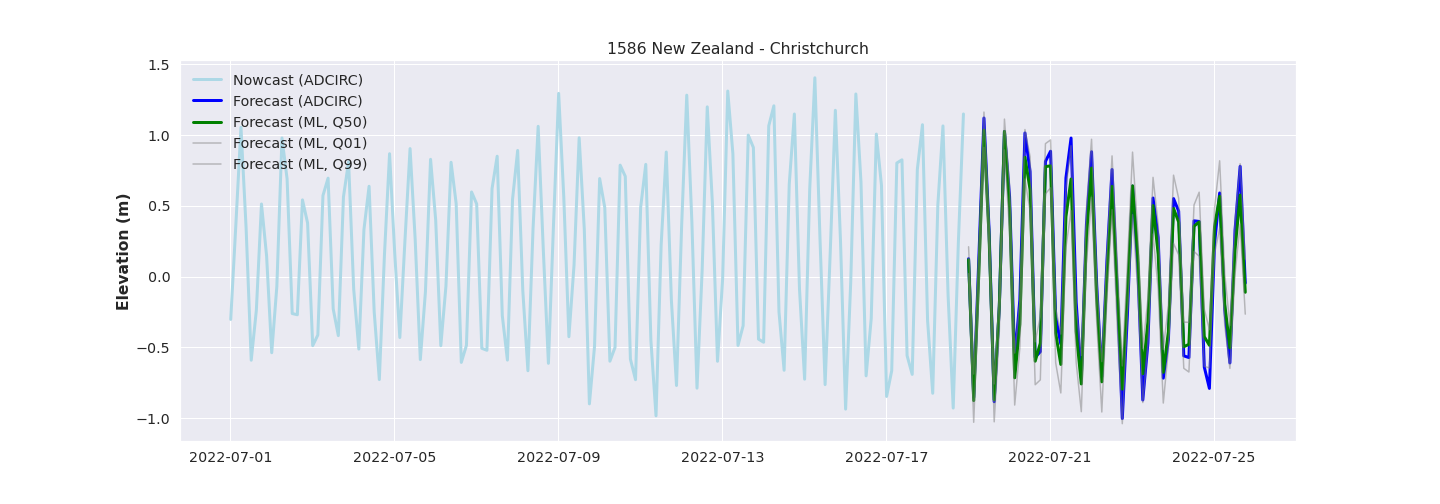 1586 New Zealand - Christchurch
Elevation (m)
1.5
1.0
0.5
0.0
−0.5
−1.0
Nowcast (ADCIRC)
Forecast (ADCIRC)
Forecast (ML, Q50)
Forecast (ML, Q01)
Forecast (ML, Q99)
2022-07-01 2022-07-05 2022-07-09 2022-07-13 2022-07-17 2022-07-21 2022-07-25